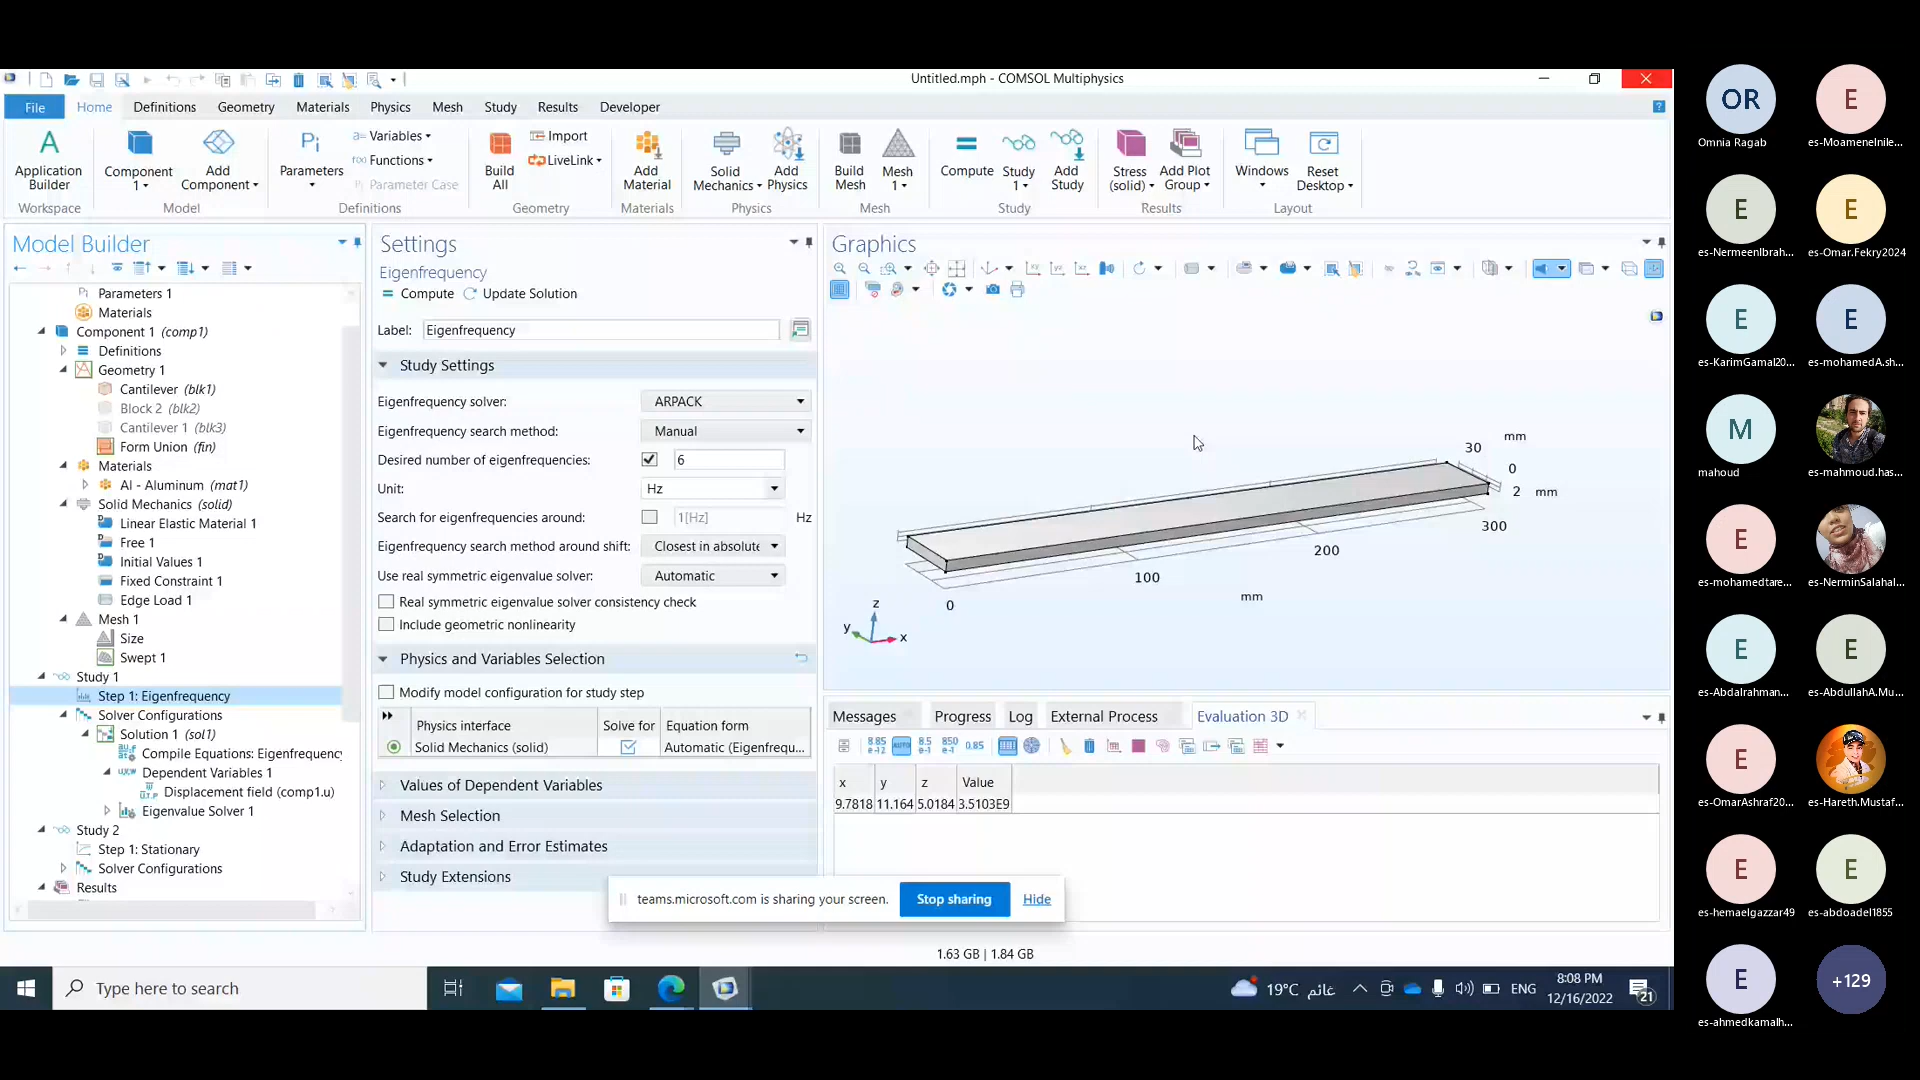 Untitled.mph - COMSOL Multiphysics
File Home Definitions Geometry Materials Physics Mesh Study Results Developer
Application Builder
Workspace
Component 1
Add Component
Model
Pi
Parameters
a= Variables
f(x) Functions
Pi Parameter Case
Definitions
Build All
Import
LiveLink
Geometry
Add Material
Materials
Solid Mechanics
Add Physics
Physics
Build Mesh
Mesh 1
Mesh
Compute
Study 1
Add Study
Study
Stress (solid)
Add Plot Group
Results
Windows
Reset Desktop
Layout
Model Builder
Parameters 1
Materials
Component 1 (comp1)
Definitions
Geometry 1
Cantilever (blk1)
Block 2 (blk2)
Cantilever 1 (blk3)
Form Union (fin)
Materials
Al - Aluminum (mat1)
Solid Mechanics (solid)
Linear Elastic Material 1
Free 1
Initial Values 1
Fixed Constraint 1
Edge Load 1
Mesh 1
Size
Swept 1
Study 1
Step 1: Eigenfrequency
Solver Configurations
Solution 1 (sol1)
Compile Equations: Eigenfrequency
Dependent Variables 1
Displacement field (comp1.u)
Eigenvalue Solver 1
Study 2
Step 1: Stationary
Solver Configurations
Results
Settings
Eigenfrequency
= Compute Update Solution
Label: Eigenfrequency
Study Settings
Eigenfrequency solver: ARPACK
Eigenfrequency search method: Manual
Desired number of eigenfrequencies: 6
Unit: Hz
Search for eigenfrequencies around: 1[Hz] Hz
Eigenfrequency search method around shift: Closest in absolute
Use real symmetric eigenvalue solver: Automatic
Real symmetric eigenvalue solver consistency check
Include geometric nonlinearity
Physics and Variables Selection
Modify model configuration for study step
Physics interface Solve for Equation form
Solid Mechanics (solid) Automatic (Eigenfrequ...
Values of Dependent Variables
Mesh Selection
Adaptation and Error Estimates
Study Extensions
Graphics
mm
30
0
2 mm
300
200
100
mm
0
z
y
x
Messages Progress Log External Process Evaluation 3D
8.85 e-12 AUTO 8.5 e-1 850 e-1 0.85
x y z Value
9.7818 11.164 5.0184 3.5103E9
teams.microsoft.com is sharing your screen. Stop sharing Hide
1.63 GB | 1.84 GB
Type here to search
19°C غائم
ENG
8:08 PM
12/16/2022
21
OR
Omnia Ragab
E
es-MoamenelnIle...
E
es-NermeenIbrah...
E
es-Omar.Fekry2024
E
es-KarimGamal20...
E
es-mohamedA.sh...
M
mahoud
es-mahmoud.has...
E
es-mohamedtare...
es-NerminSalahal...
E
es-Abdalrahman...
E
es-AbdullahA.Mu...
E
es-OmarAshraf20...
es-Hareth.Mustaf...
E
es-hemaelgazzar49
E
es-abdoadel1855
E
es-ahmedkamalh...
+129